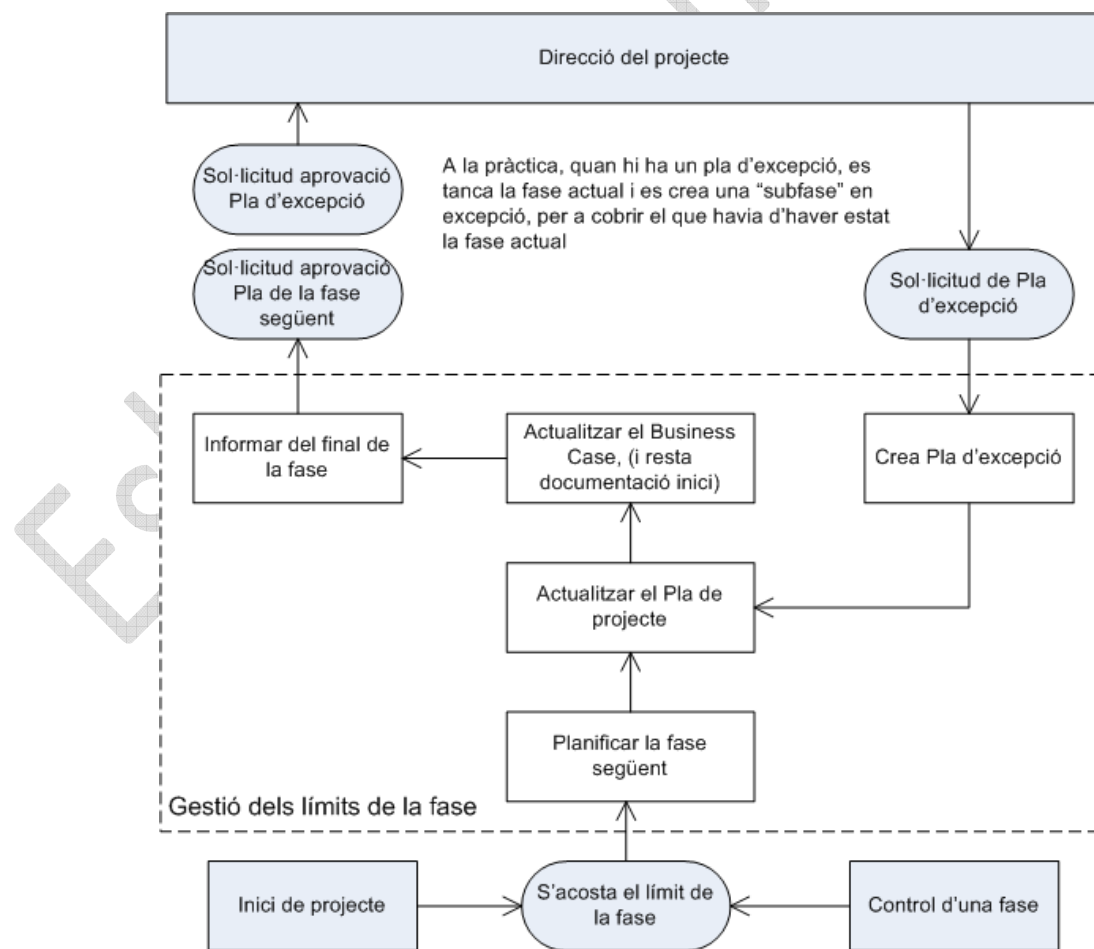 Direcció del projecte
Sol·licitud aprovació
Pla d'excepció
A la pràctica, quan hi ha un pla d'excepció, es
tanca la fase actual i es crea una "subfase" en
excepció, per a cobrir el que havia d'haver estat
la fase actual
Sol·licitud aprovació
Pla de la fase
següent
Sol·licitud de Pla
d'excepció
Informar del final de
la fase
Actualitzar el Business
Case, (i resta
documentació inici)
Crea Pla d'excepció
Actualitzar el Pla de
projecte
Planificar la fase
següent
Gestió dels límits de la fase
Inici de projecte
S'acosta el límit de
la fase
Control d'una fase